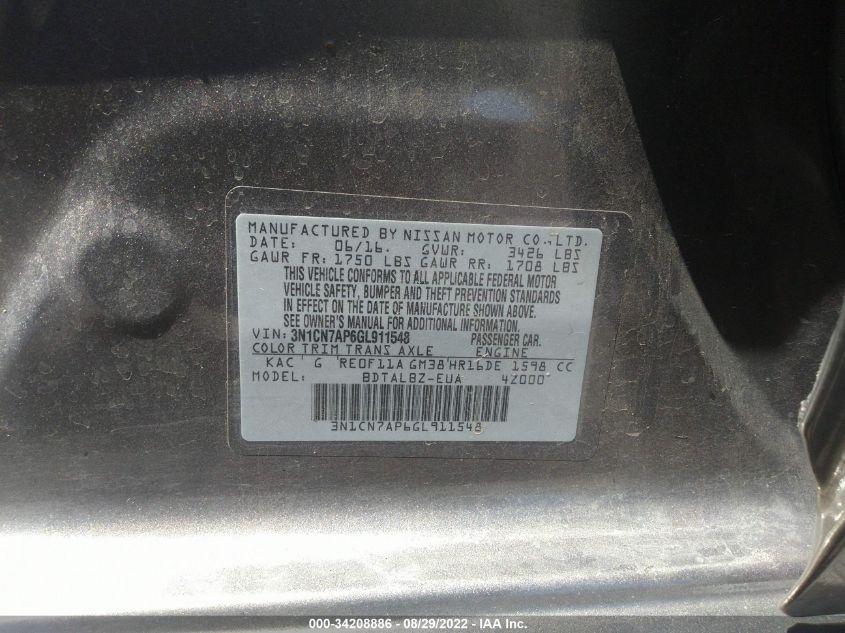 MANUFACTURED BY NISSAN MOTOR CO.,LTD.
DATE: 06/16. GVWR: 3426 LBS
GAWR FR: 1750 LBS GAWR RR: 1708 LBS
THIS VEHICLE CONFORMS TO ALL APPLICABLE FEDERAL MOTOR
VEHICLE SAFETY, BUMPER AND THEFT PREVENTION STANDARDS
IN EFFECT ON THE DATE OF MANUFACTURE SHOWN ABOVE.
SEE OWNER'S MANUAL FOR ADDITIONAL INFORMATION.
VIN: 3N1CN7AP6GL911548 PASSENGER CAR.
COLOR TRIM TRANS AXLE ENGINE
KAC G RE0F11A GM38 HR16DE 1598 CC
MODEL: BDTALBZ-EUA 4Z000
3N1CN7AP6GL911548
000-34208886 - 08/29/2022 - IAA Inc.